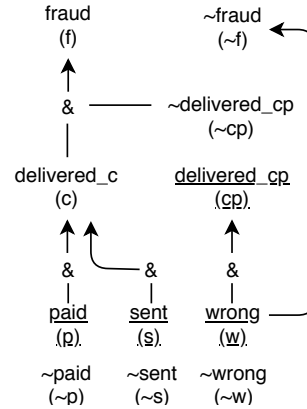 fraud ~fraud
(f) (~f)
& ~delivered_cp
(~cp)
delivered_c delivered_cp
(c) (cp)
& & &
paid sent wrong
(p) (s) (w)
~paid ~sent ~wrong
(~p) (~s) (~w)